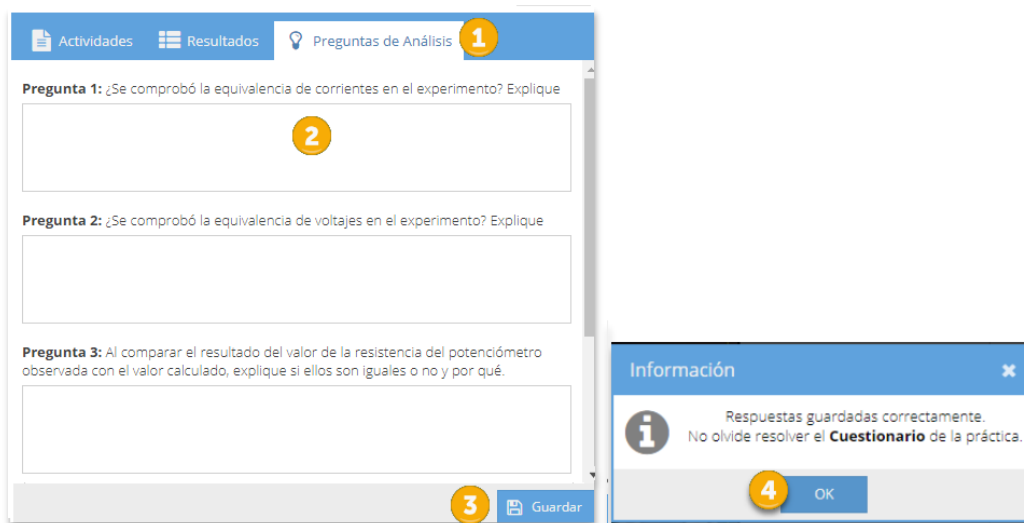 Actividades Resultados Preguntas de Análisis 1
Pregunta 1: ¿Se comprobó la equivalencia de corrientes en el experimento? Explique
2
Pregunta 2: ¿Se comprobó la equivalencia de voltajes en el experimento? Explique
Pregunta 3: Al comparar el resultado del valor de la resistencia del potenciómetro
observada con el valor calculado, explique si ellos son iguales o no y por qué.
3 Guardar
Información
Respuestas guardadas correctamente.
No olvide resolver el Cuestionario de la práctica.
4 OK